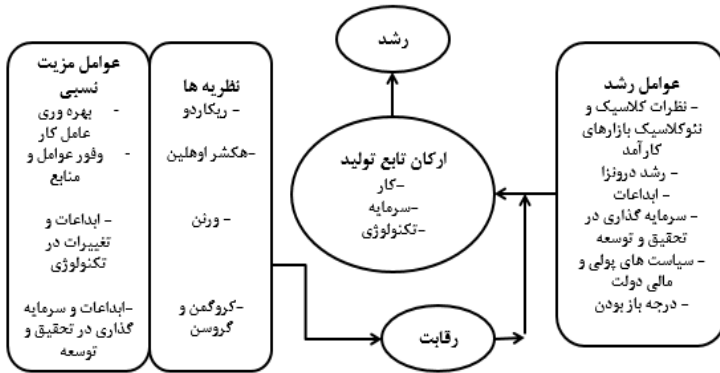 رشد
عوامل رشد
- نظرات کلاسیک و
نئوکلاسیک بازارهای
کارآمد
- رشد درونزا
- ابداعات
- سرمایه گذاری در
تحقیق و توسعه
- سیاست های پولی و
مالی دولت
- درجه باز بودن
ارکان تابع تولید
-کار
-سرمایه
-تکنولوژی
رقابت
نظریه ها
- ریکاردو
-هکشر اوهلین
- ورنن
-کروگمن و
گروسن
عوامل مزیت
نسبی
- بهره وری
عامل کار
- وفور عوامل و
منابع
- ابداعات و
تغییرات در
تکنولوژی
-ابداعات و سرمایه
گذاری در تحقیق و
توسعه